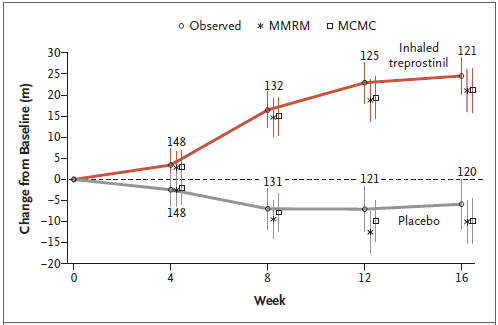 Observed MMRM MCMC
Change from Baseline (m)
30
25
20
15
10
5
0
−5
−10
−15
−20
148
132
125
Inhaled
treprostinil
121
148
131
121
120
Placebo
0 4 8 12 16
Week